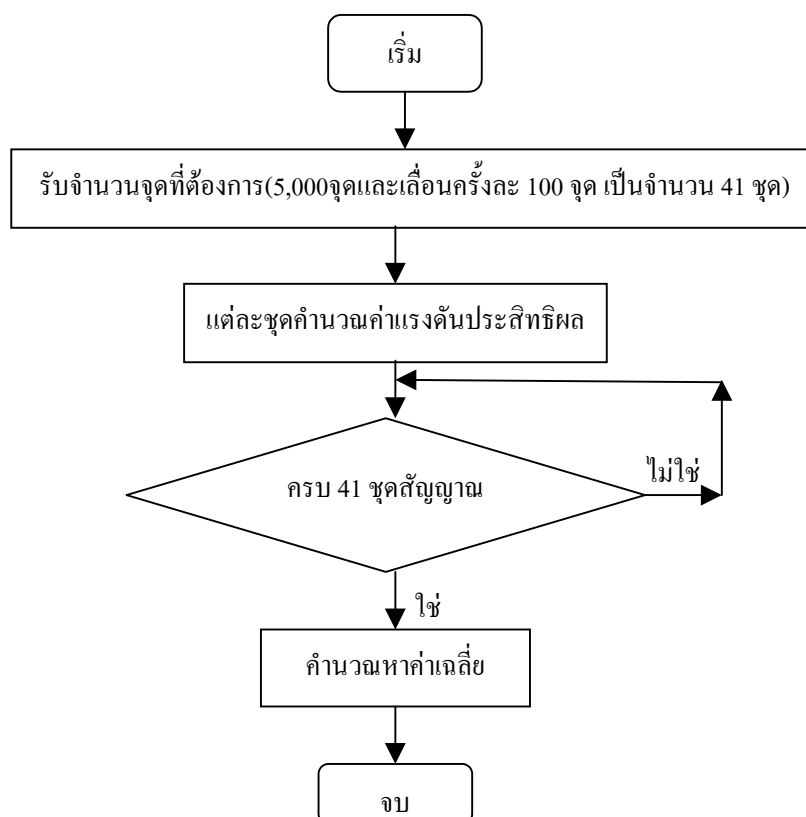 เริ่ม
รับจำนวนจุดที่ต้องการ(5,000จุดและเลื่อนครั้งละ 100 จุด เป็นจำนวน 41 ชุด)
แต่ละชุดคำนวณค่าแรงดันประสิทธิผล
ครบ 41 ชุดสัญญาณ
ไม่ใช่
ใช่
คำนวณหาค่าเฉลี่ย
จบ